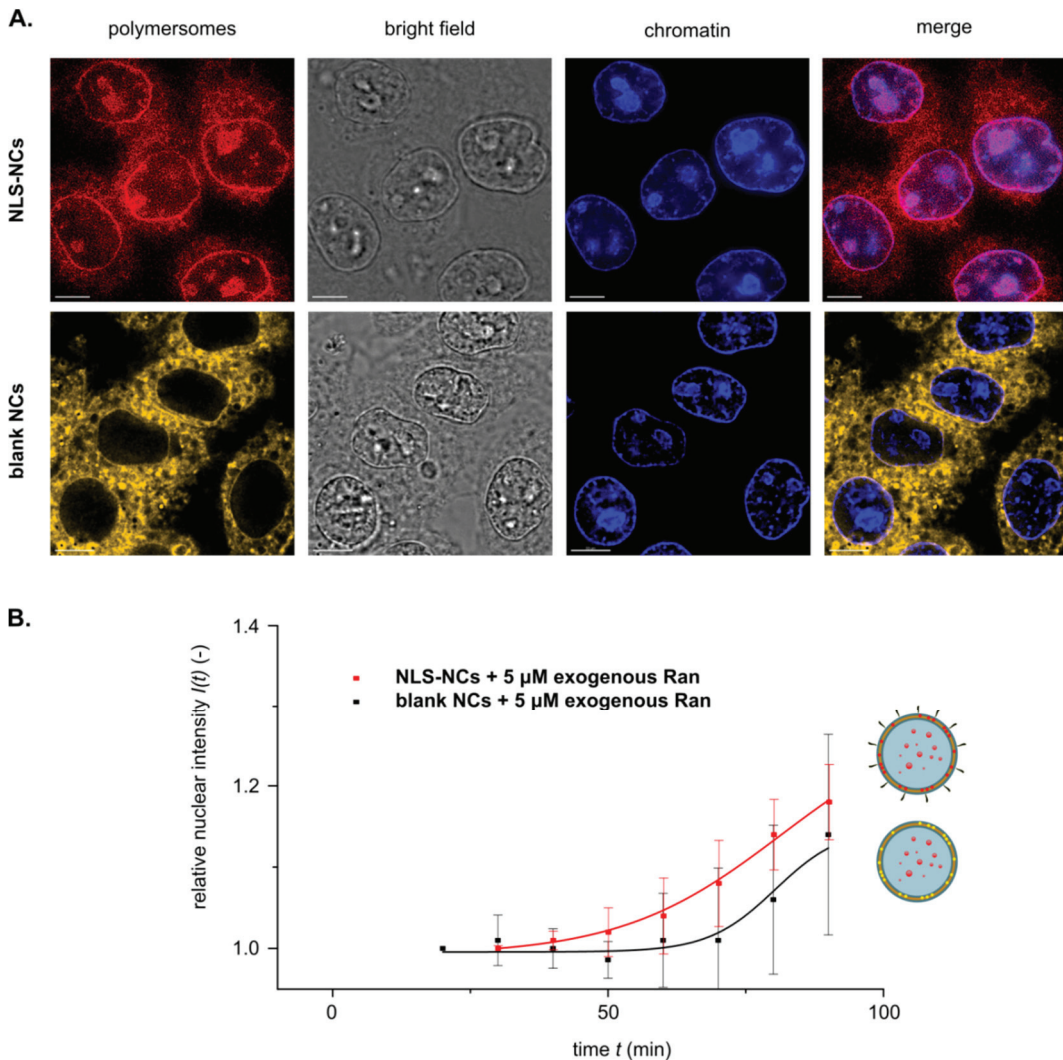 A.
polymersomes bright field chromatin merge
NLS-NCs
blank NCs
B.
relative nuclear intensity I(t) (-)
1.4
1.2
1.0
NLS-NCs + 5 µM exogenous Ran
blank NCs + 5 µM exogenous Ran
0 50 100
time t (min)